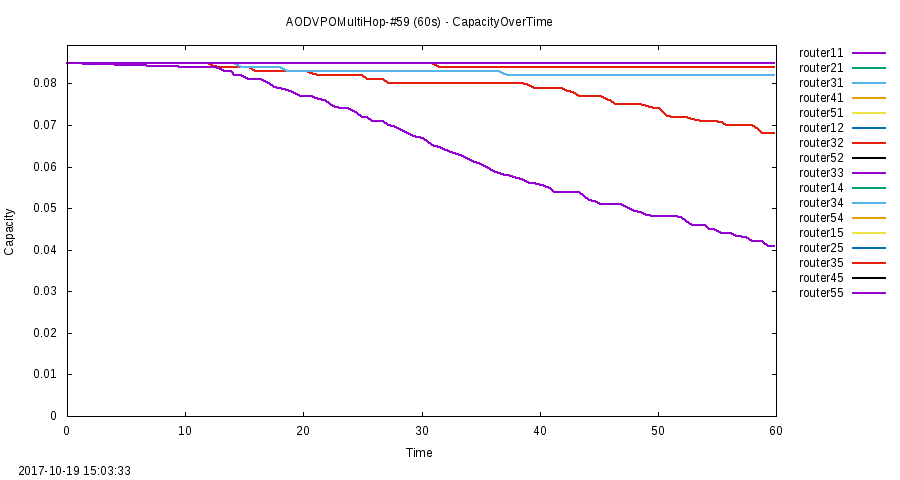 AODVPOMultiHop-#59 (60s) - CapacityOverTime
router11
router21
router31
router41
router51
router12
router32
router52
router33
router14
router34
router54
router15
router25
router35
router45
router55
Capacity
0.08
0.07
0.06
0.05
0.04
0.03
0.02
0.01
0
0 10 20 30 40 50 60
Time
2017-10-19 15:03:33